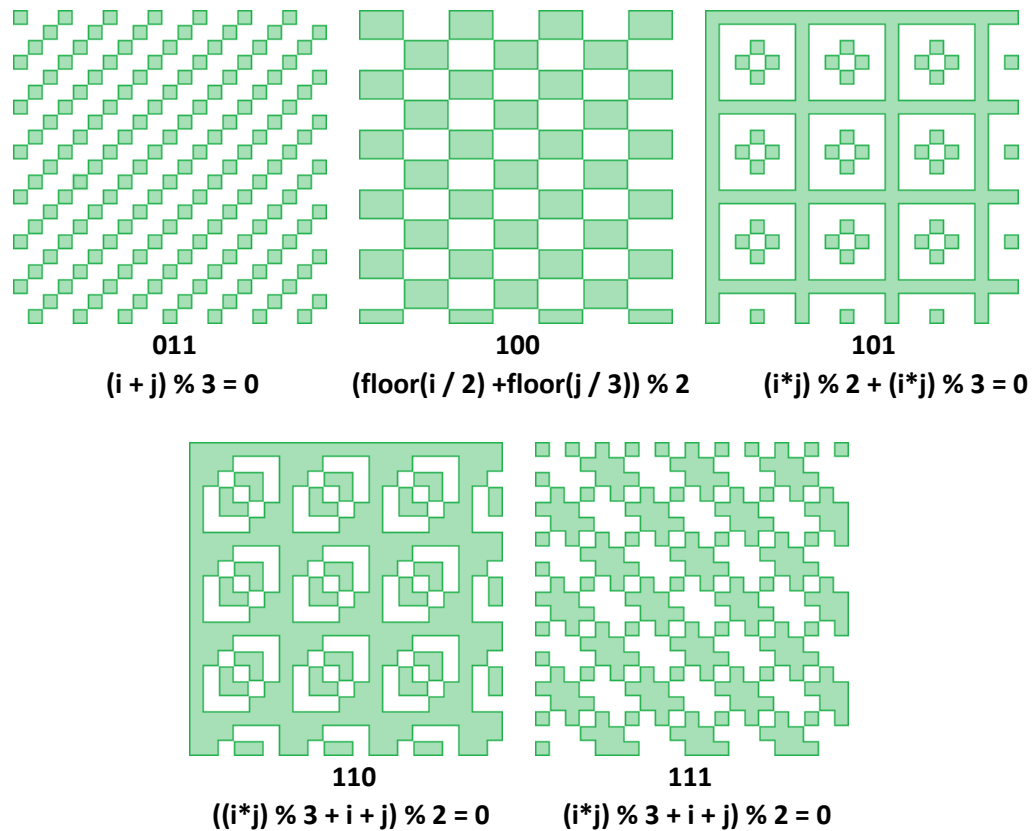 011 100 101
(i + j) % 3 = 0 (floor(i / 2) +floor(j / 3)) % 2 (i*j) % 2 + (i*j) % 3 = 0
110 111
((i*j) % 3 + i + j) % 2 = 0 (i*j) % 3 + i + j) % 2 = 0